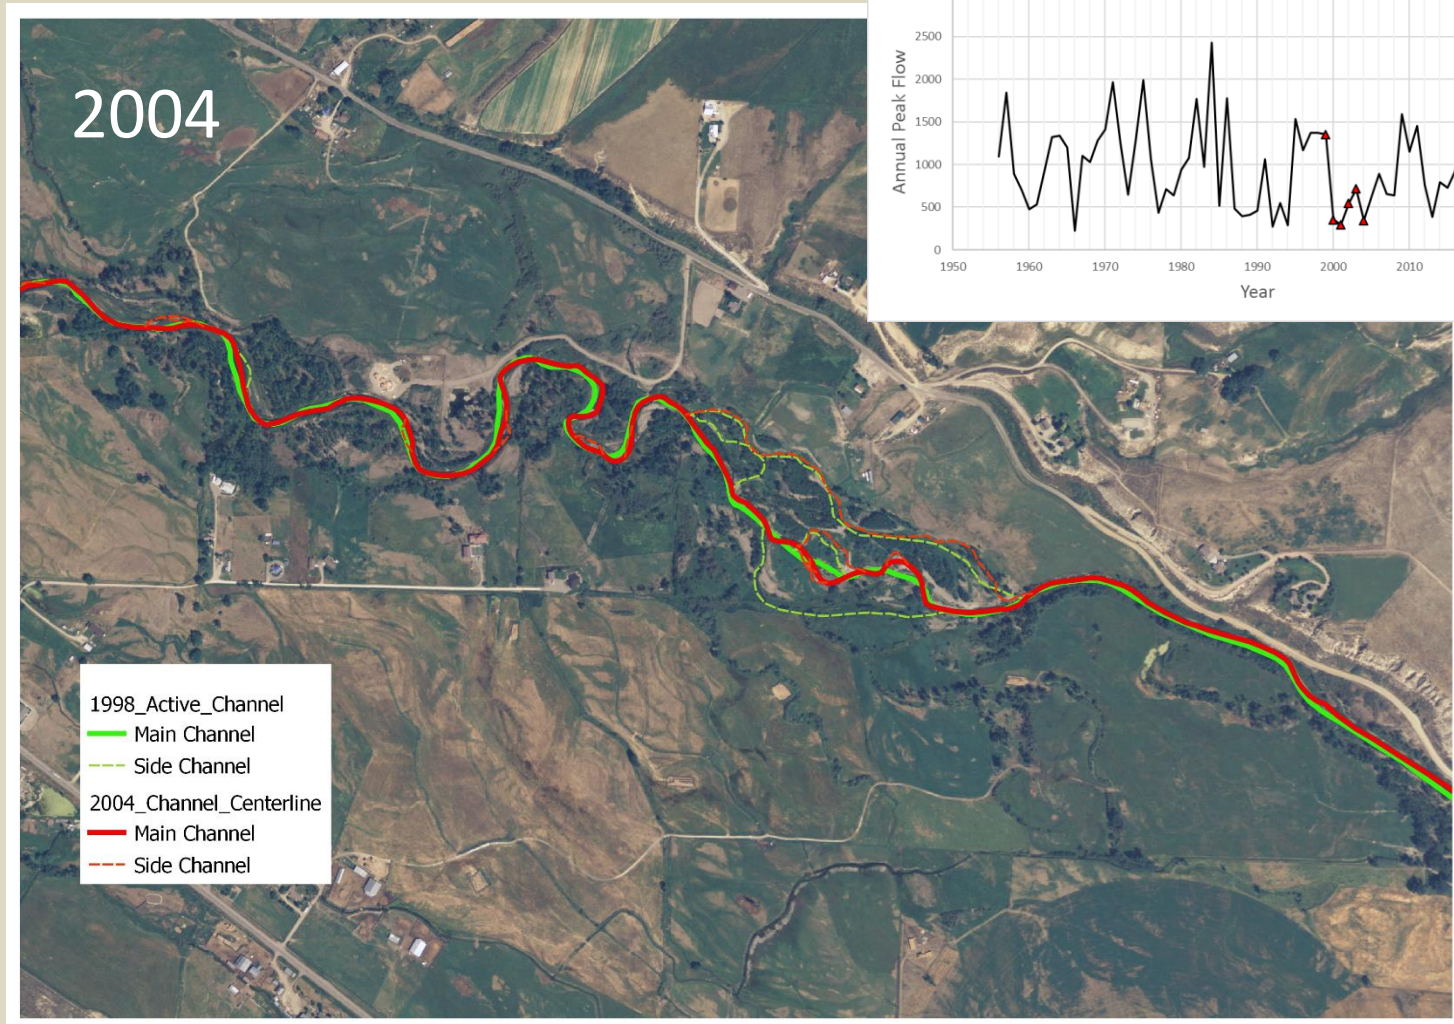 2004
2500
2000
1500
1000
500
0
Annual Peak Flow
1950 1960 1970 1980 1990 2000 2010
Year
1998_Active_Channel
Main Channel
Side Channel
2004_Channel_Centerline
Main Channel
Side Channel